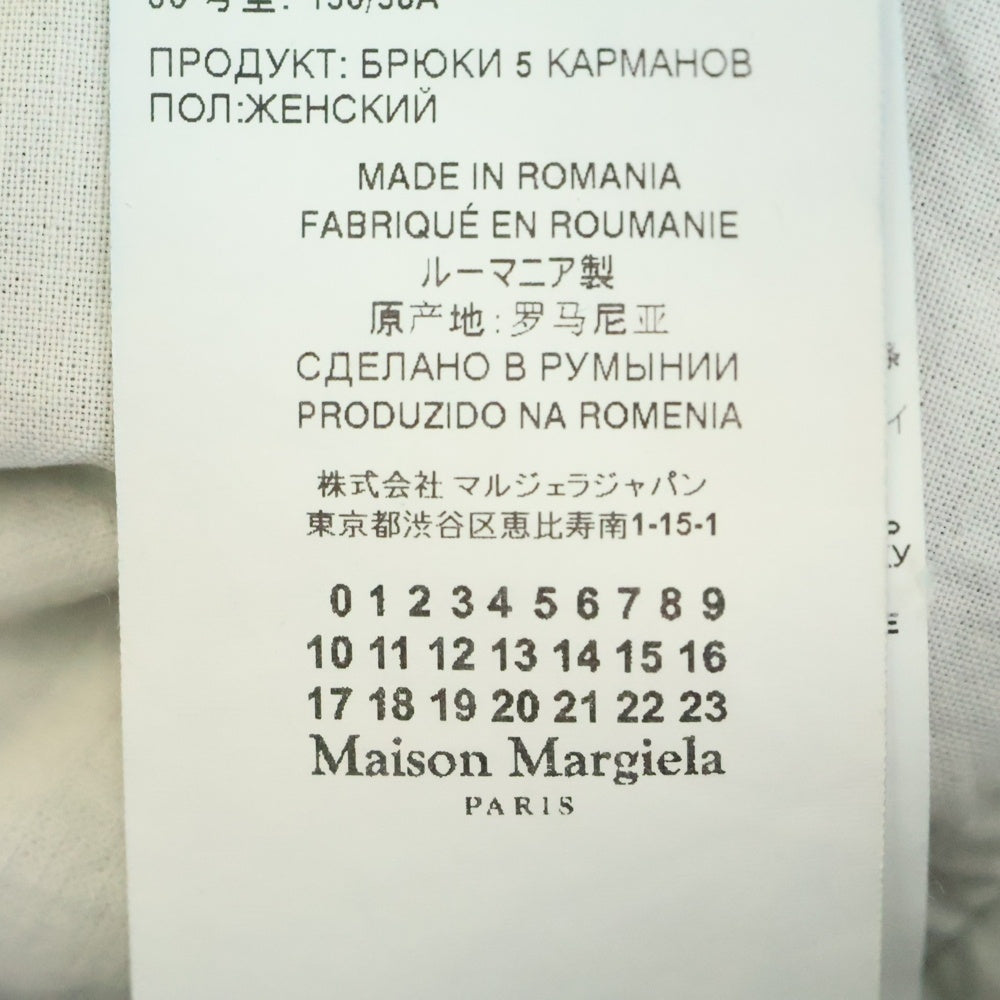 ПРОДУКТ: БРЮКИ 5 КАРМАНОВ
ПОЛ:ЖЕНСКИЙ
MADE IN ROMANIA
FABRIQUÉ EN ROUMANIE
ルーマニア製
原产地:罗马尼亚
СДЕЛАНО В РУМЫНИИ
PRODUZIDO NA ROMENIA
株式会社 マルジェラジャパン
東京都渋谷区恵比寿南1-15-1
0 1 2 3 4 5 6 7 8 9
10 11 12 13 14 15 16
17 18 19 20 21 22 23
Maison Margiela
PARIS